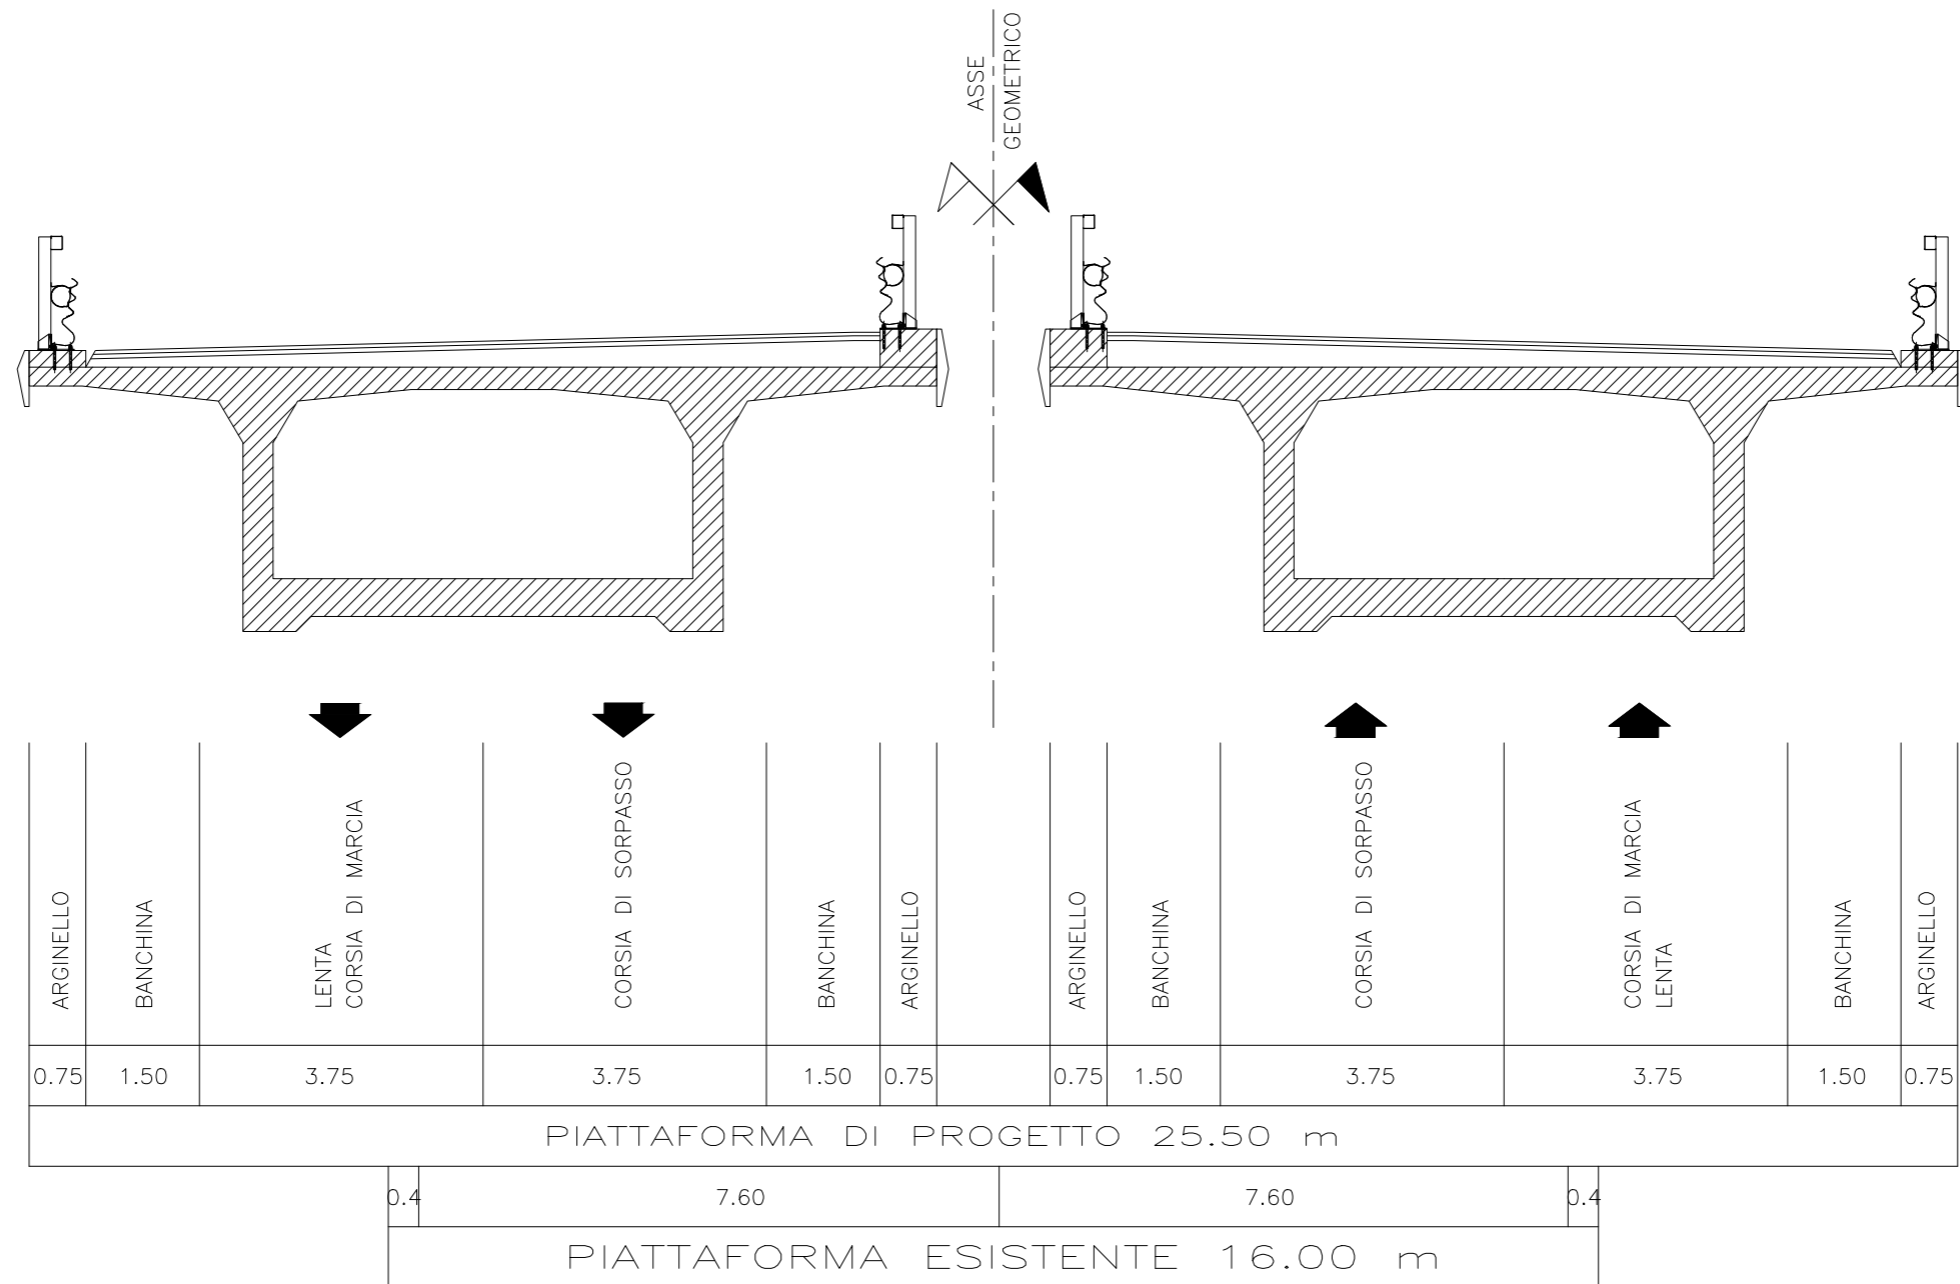 ASSE
GEOMETRICO
ARGINELLO
BANCHINA
LENTA
CORSIA DI MARCIA
CORSIA DI SORPASSO
BANCHINA
ARGINELLO
ARGINELLO
BANCHINA
CORSIA DI SORPASSO
CORSIA DI MARCIA
LENTA
BANCHINA
ARGINELLO
0.75 1.50 3.75 3.75 1.50 0.75 0.75 1.50 3.75 3.75 1.50 0.75
PIATTAFORMA DI PROGETTO 25.50 m
0.4 7.60 7.60 0.4
PIATTAFORMA ESISTENTE 16.00 m